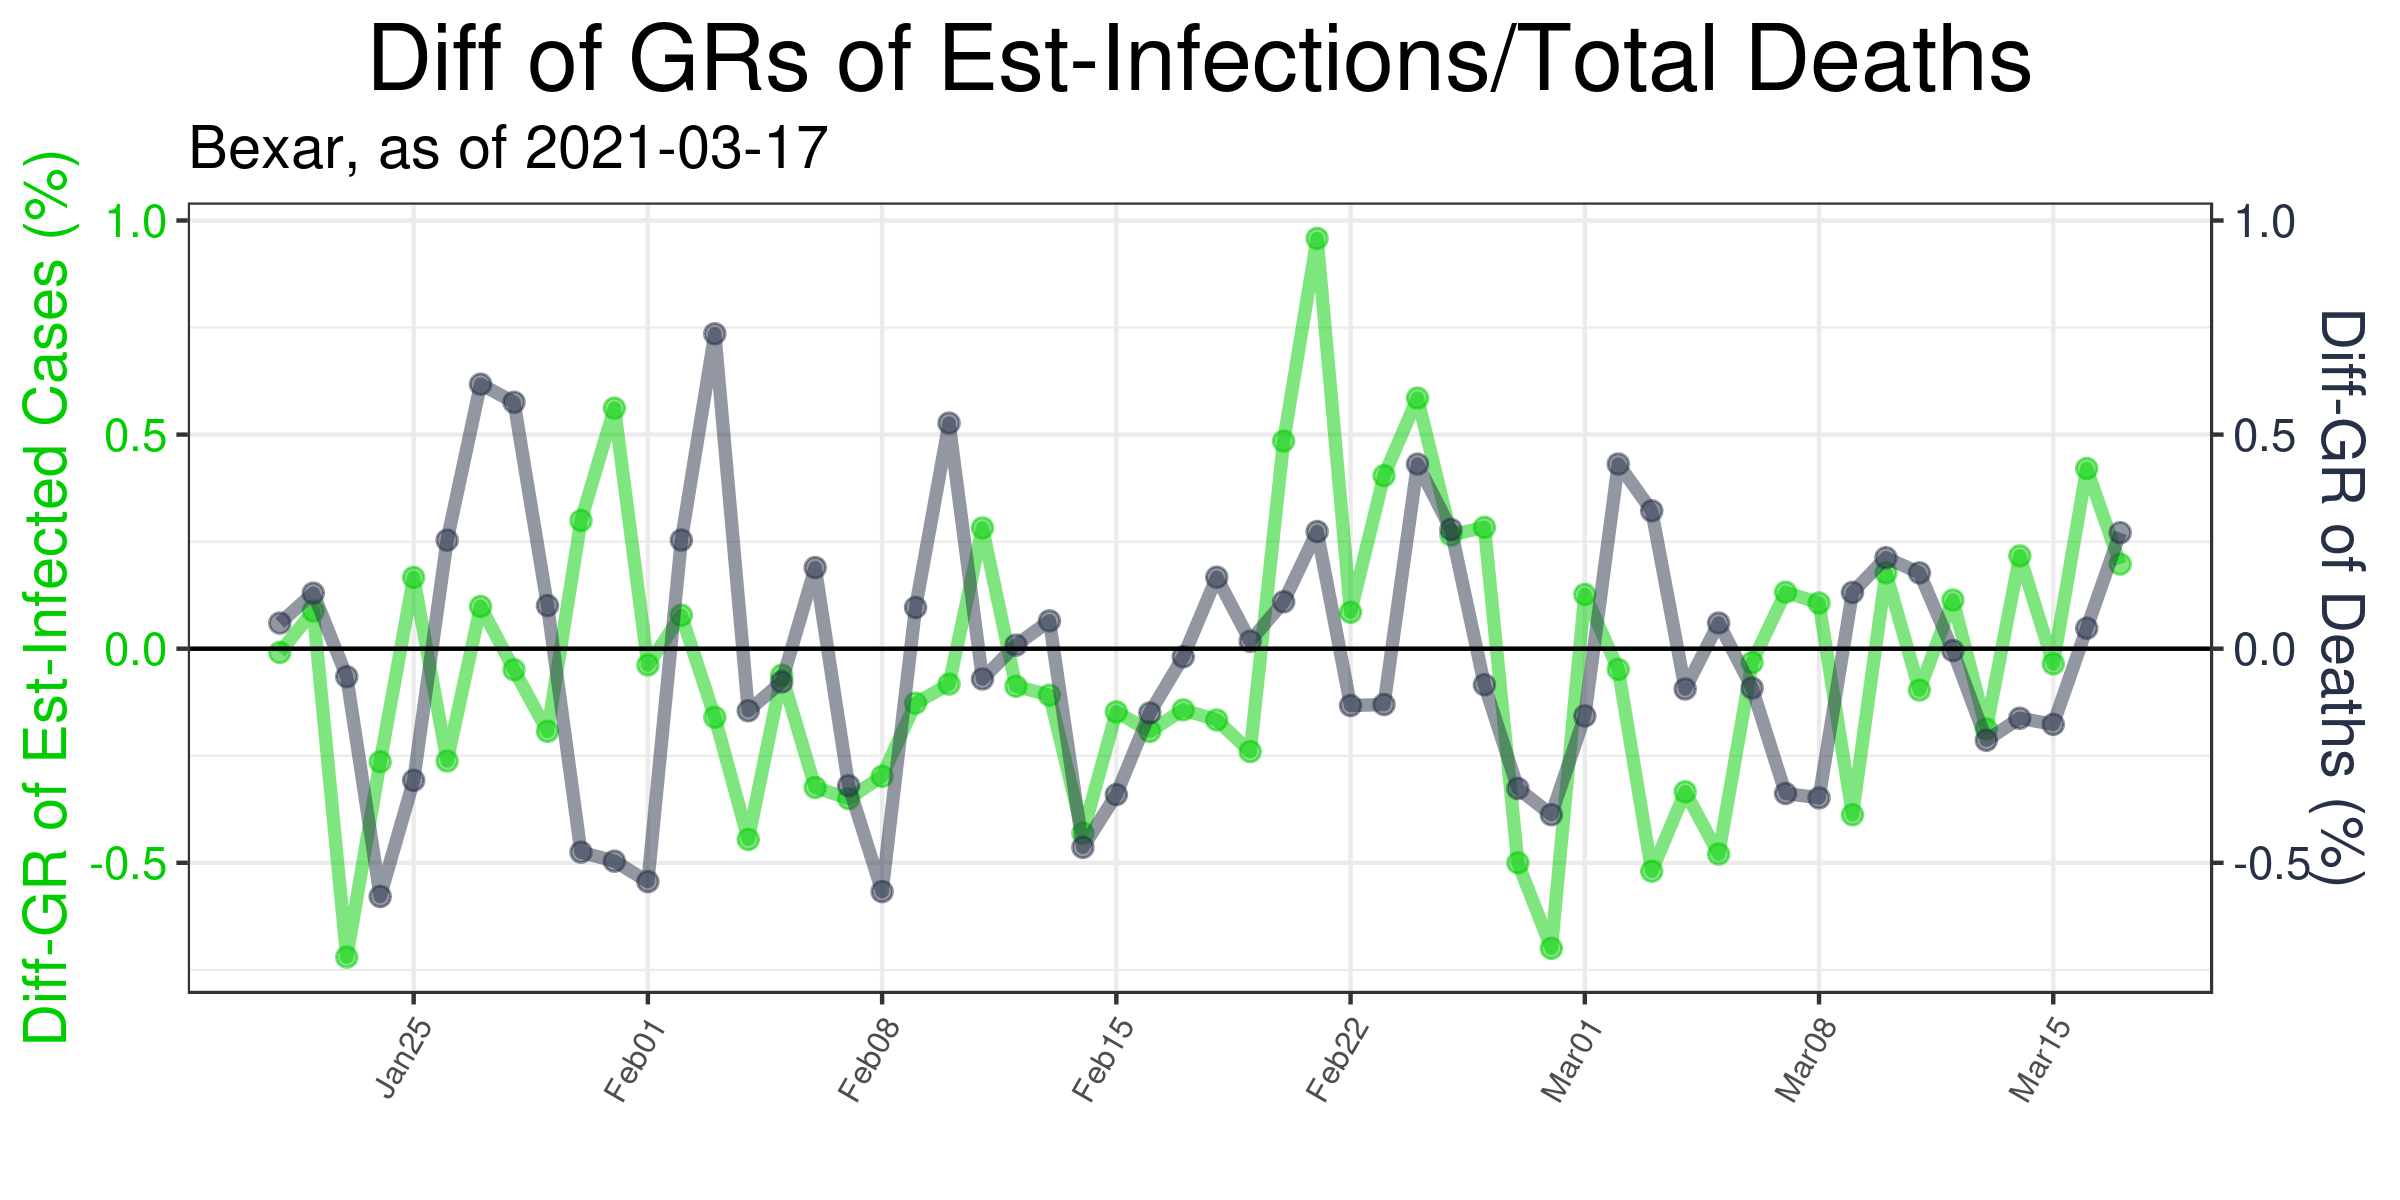 Diff of GRs of Est-Infections/Total Deaths
Bexar, as of 2021-03-17
Diff-GR of Est-Infected Cases (%)
1.0
0.5
0.0
-0.5
1.0
0.5
0.0
-0.5
Diff-GR of Deaths (%)
Jan25
Feb01
Feb08
Feb15
Feb22
Mar01
Mar08
Mar15